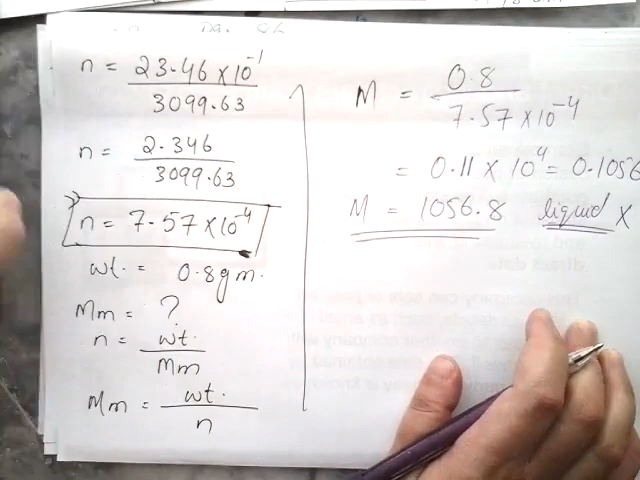 n = 23.46 × 10⁻¹ / 3099.63
n = 2.346 / 3099.63
n = 7.57 × 10⁻⁴
wt. = 0.8 gm.
Mm = ?
n = wt. / Mm
Mm = wt. / n
M = 0.8 / 7.57 × 10⁻⁴
= 0.11 × 10⁴ = 0.1056
M = 1056.8 liquid X